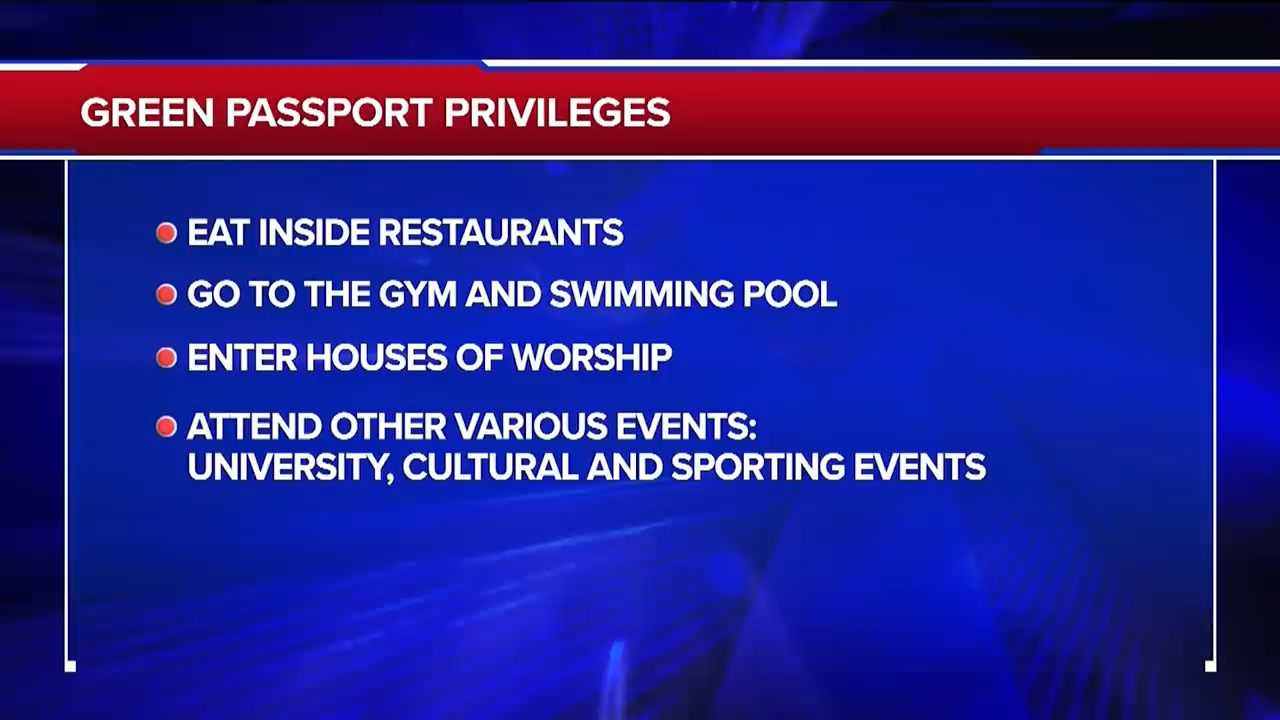 GREEN PASSPORT PRIVILEGES
EAT INSIDE RESTAURANTS
GO TO THE GYM AND SWIMMING POOL
ENTER HOUSES OF WORSHIP
ATTEND OTHER VARIOUS EVENTS:
UNIVERSITY, CULTURAL AND SPORTING EVENTS